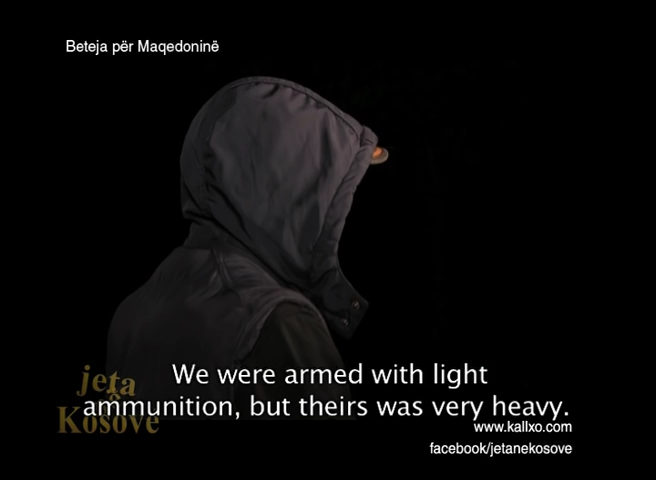 Beteja për Maqedoninë
We were armed with light
ammunition, but theirs was very heavy.
jeta
Kosovë
www.kallxo.com
facebook/jetanekosove